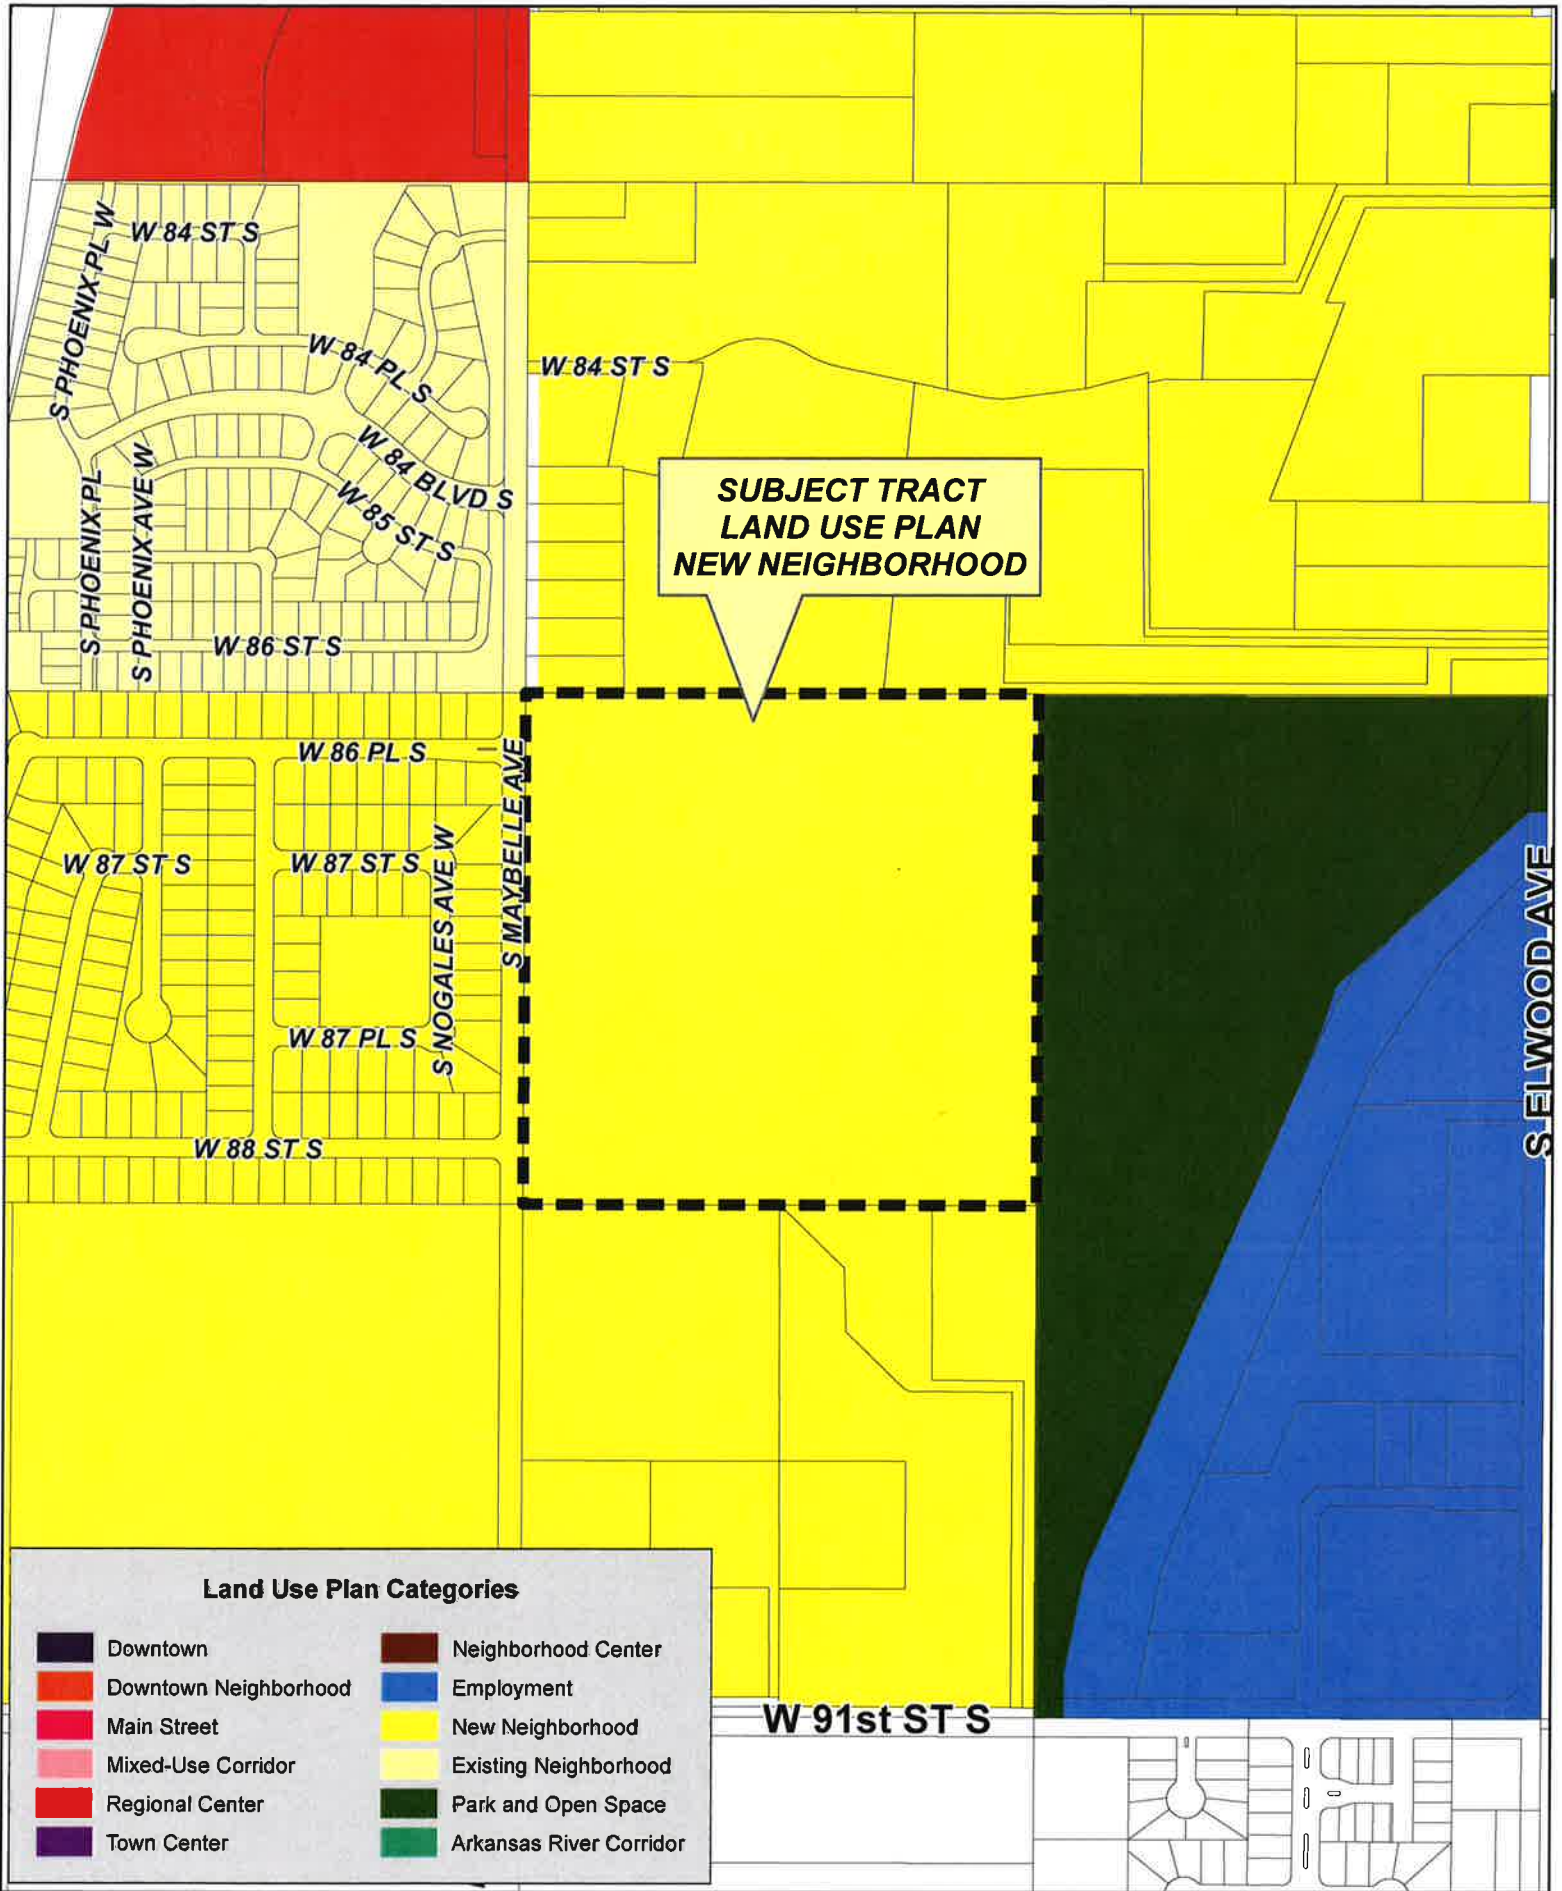 W 84 ST S
S PHOENIX PL W
W 84 PL S
W 84 ST S
W 84 BLVD S
W 85 ST S
S PHOENIX PL
S PHOENIX AVE W
W 86 ST S
SUBJECT TRACT
LAND USE PLAN
NEW NEIGHBORHOOD
W 86 PL S
S MAYBELLE AVE
W 87 ST S
W 87 ST S
S NOGALES AVE W
W 87 PL S
W 88 ST S
S ELWOOD AVE
W 91st ST S
Land Use Plan Categories
Downtown
Downtown Neighborhood
Main Street
Mixed-Use Corridor
Regional Center
Town Center
Neighborhood Center
Employment
New Neighborhood
Existing Neighborhood
Park and Open Space
Arkansas River Corridor